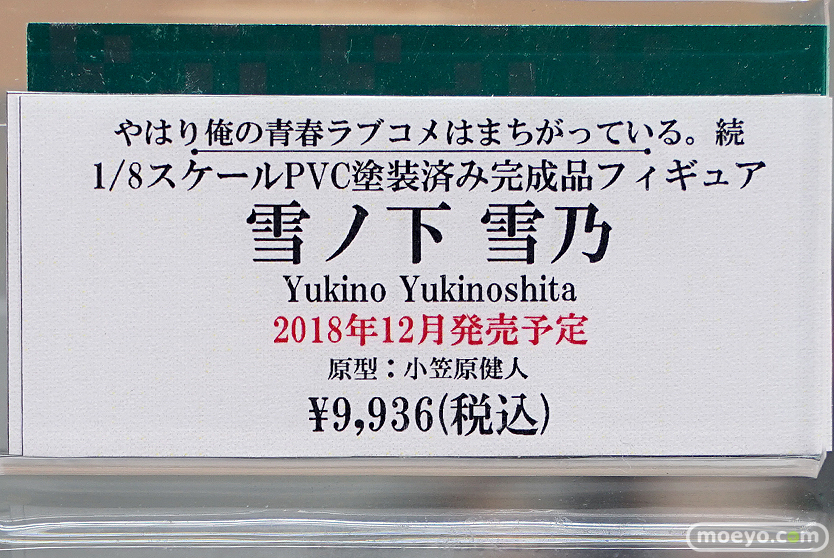 やはり俺の青春ラブコメはまちがっている。続
1/8スケールPVC塗装済み完成品フィギュア
雪ノ下 雪乃
Yukino Yukinoshita
2018年12月発売予定
原型：小笠原健人
¥9,936(税込)
moeyo.com